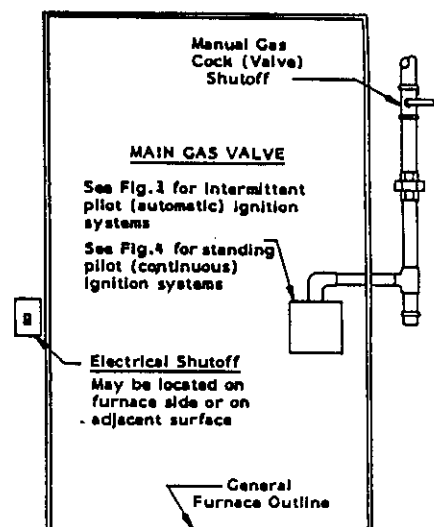 Manual Gas
Cock (Valve)
Shutoff
MAIN GAS VALVE
See Fig. for intermittent
pilot (automatic) ignition
systems
See Fig.4 for standing
pilot (continuous)
ignition systems
Electrical Shutoff
May be located on
furnace side or on
adjacent surface
General
Furnace Outline